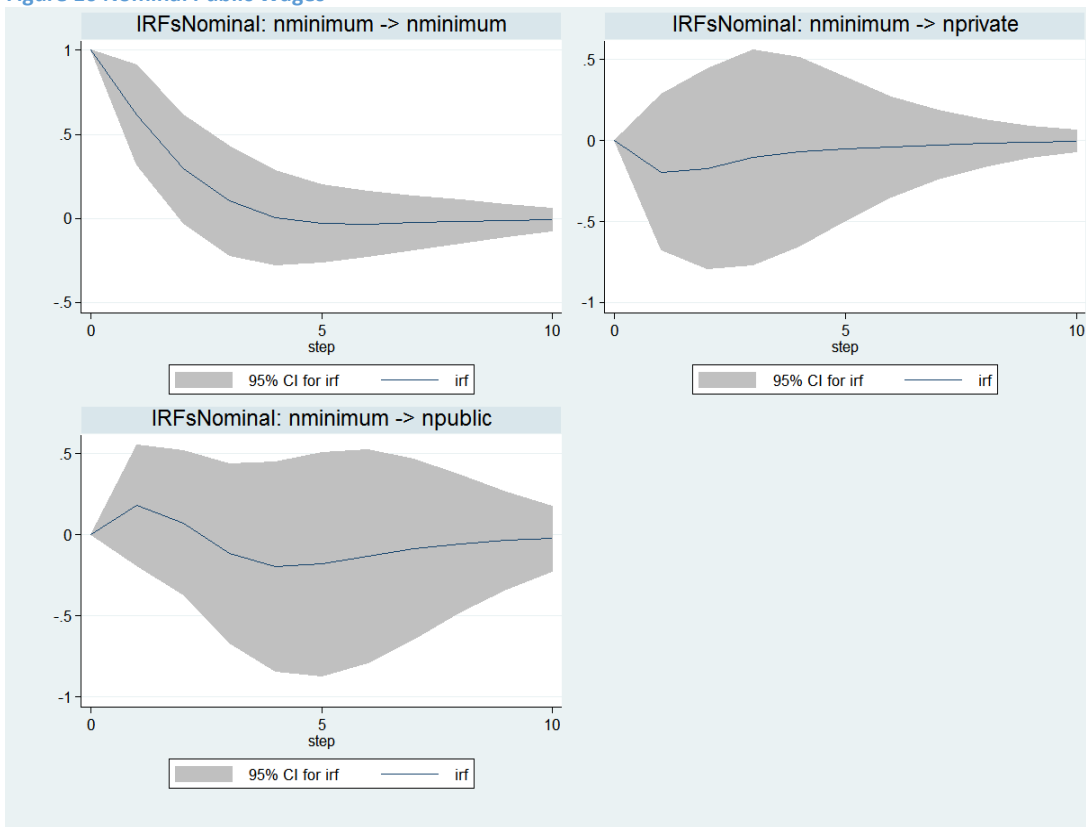 IRFsNominal: nminimum -> nminimum
1
.5
0
-.5
0
5
10
step
95% CI for irf
irf
IRFsNominal: nminimum -> nprivate
.5
0
-.5
-1
0
5
10
step
95% CI for irf
irf
IRFsNominal: nminimum -> npublic
.5
0
-.5
-1
0
5
10
step
95% CI for irf
irf